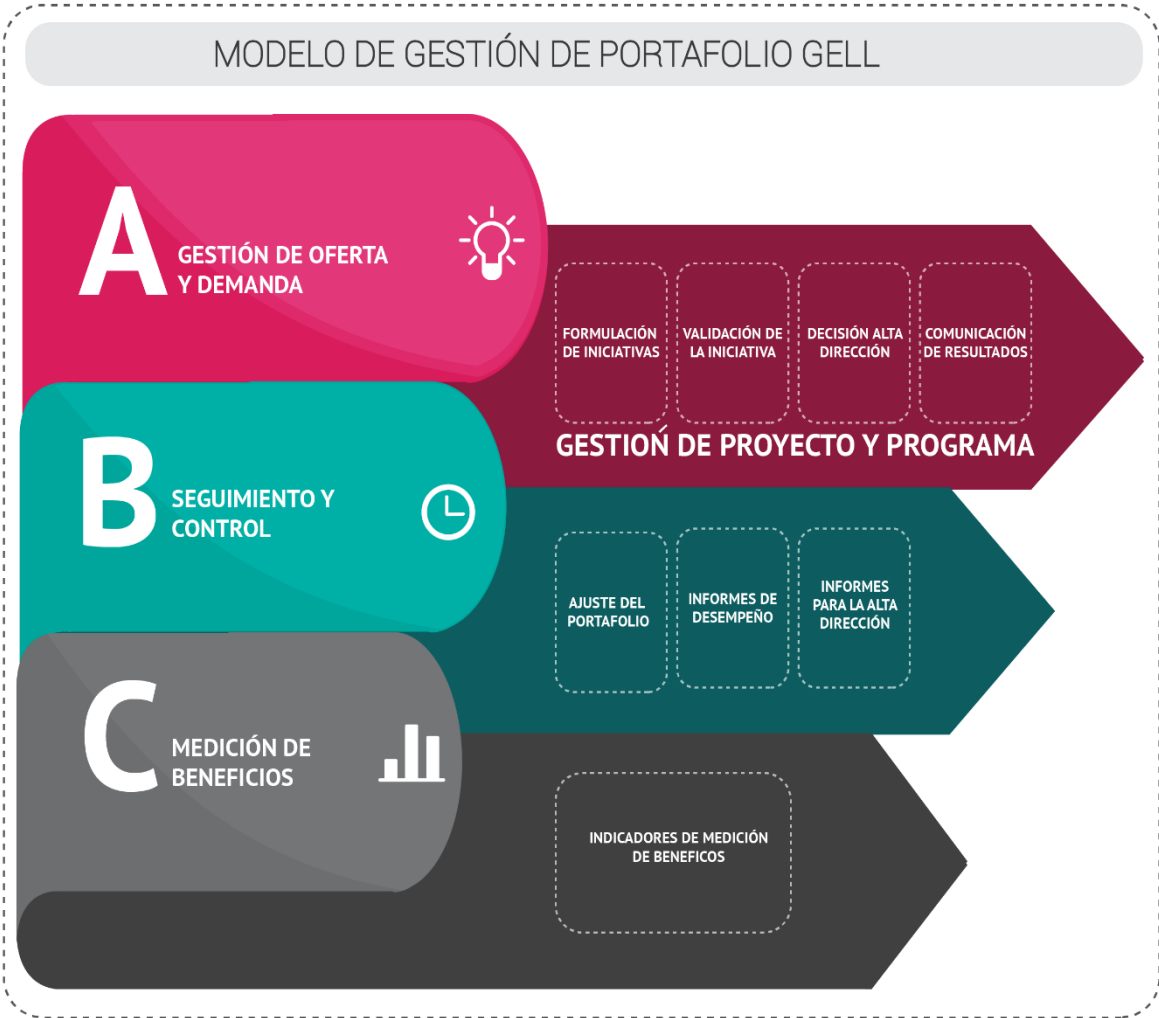 MODELO DE GESTIÓN DE PORTAFOLIO GELL
A
GESTIÓN DE OFERTA
Y DEMANDA
FORMULACIÓN
DE INICIATIVAS
VALIDACIÓN DE
LA INICIATIVA
DECISIÓN ALTA
DIRECCIÓN
COMUNICACIÓN
DE RESULTADOS
GESTIOŃ DE PROYECTO Y PROGRAMA
B
SEGUIMIENTO Y
CONTROL
AJUSTE DEL
PORTAFOLIO
INFORMES DE
DESEMPEÑO
INFORMES
PARA LA ALTA
DIRECCIÓN
C
MEDICIÓN DE
BENEFICIOS
INDICADORES DE MEDICIÓN
DE BENEFICOS